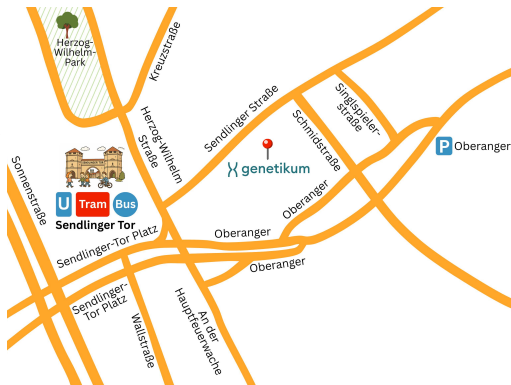 Herzog-
Wilhelm-
Park
Kreuzstraße
Herzog-Wilhelm
Straße
Sendlinger Straße
Singlspieler-
straße
Schmidstraße
genetikum
P Oberanger
Sonnenstraße
U Tram Bus
Sendlinger Tor
Sendlinger-Tor Platz
Oberanger
Oberanger
Oberanger
Sendlinger-
Tor Platz
Wallstraße
An der
Hauptfeuerwache